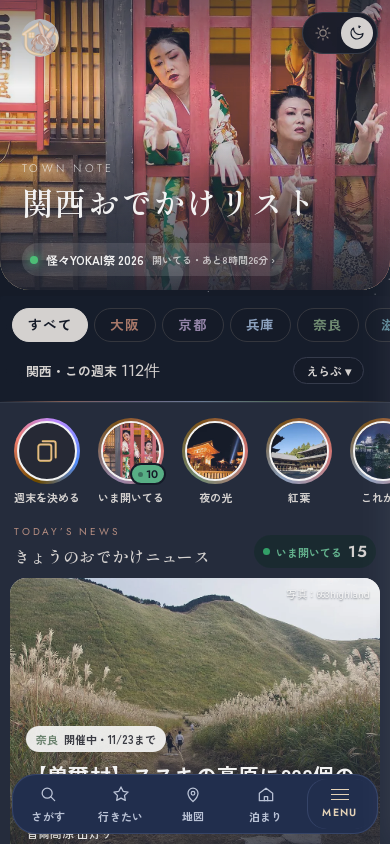 TOWN NOTE
関西おでかけリスト
怪々YOKAI祭 2026 開いてる・あと8時間26分 ›
すべて 大阪 京都 兵庫 奈良
関西・この週末 112件 えらぶ ▾
10
週末を決める いま開いてる 夜の光 紅葉 これか
TODAY'S NEWS
きょうのおでかけニュース
いま開いてる 15
写真：663highland
奈良 開催中・11/23まで
さがす 行きたい 地図 泊まり MENU